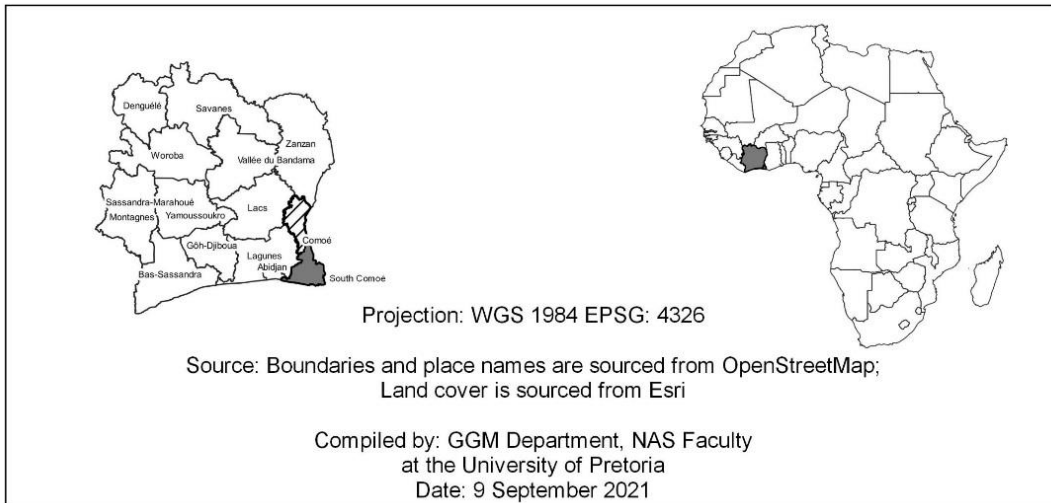 Denguélé
Savanes
Zanzan
Woroba
Vallée du Bandama
Sassandra-Marahoué
Montagnes
Yamoussoukro
Lacs
Gôh-Djiboua
Comoé
Lagunes
Abidjan
Bas-Sassandra
South Comoé
Projection: WGS 1984 EPSG: 4326
Source: Boundaries and place names are sourced from OpenStreetMap;
Land cover is sourced from Esri
Compiled by: GGM Department, NAS Faculty
at the University of Pretoria
Date: 9 September 2021